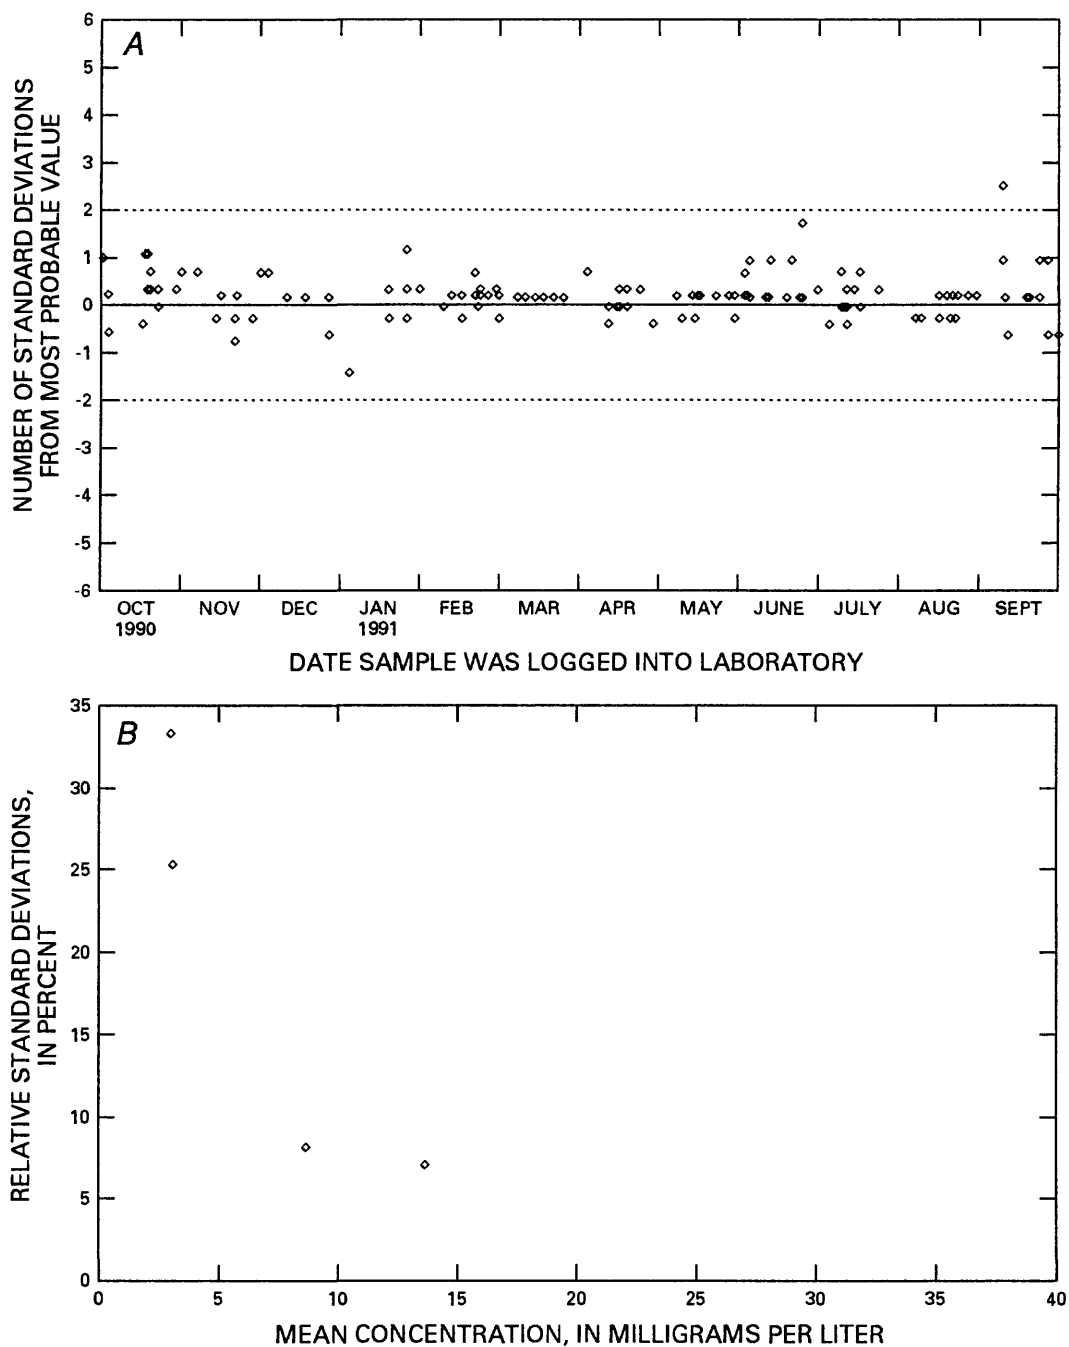 A
NUMBER OF STANDARD DEVIATIONS
FROM MOST PROBABLE VALUE
6
5
4
3
2
1
0
-1
-2
-3
-4
-5
-6
OCT NOV DEC JAN FEB MAR APR MAY JUNE JULY AUG SEPT
1990 1991
DATE SAMPLE WAS LOGGED INTO LABORATORY
B
RELATIVE STANDARD DEVIATIONS,
IN PERCENT
35
30
25
20
15
10
5
0
0 5 10 15 20 25 30 35 40
MEAN CONCENTRATION, IN MILLIGRAMS PER LITER